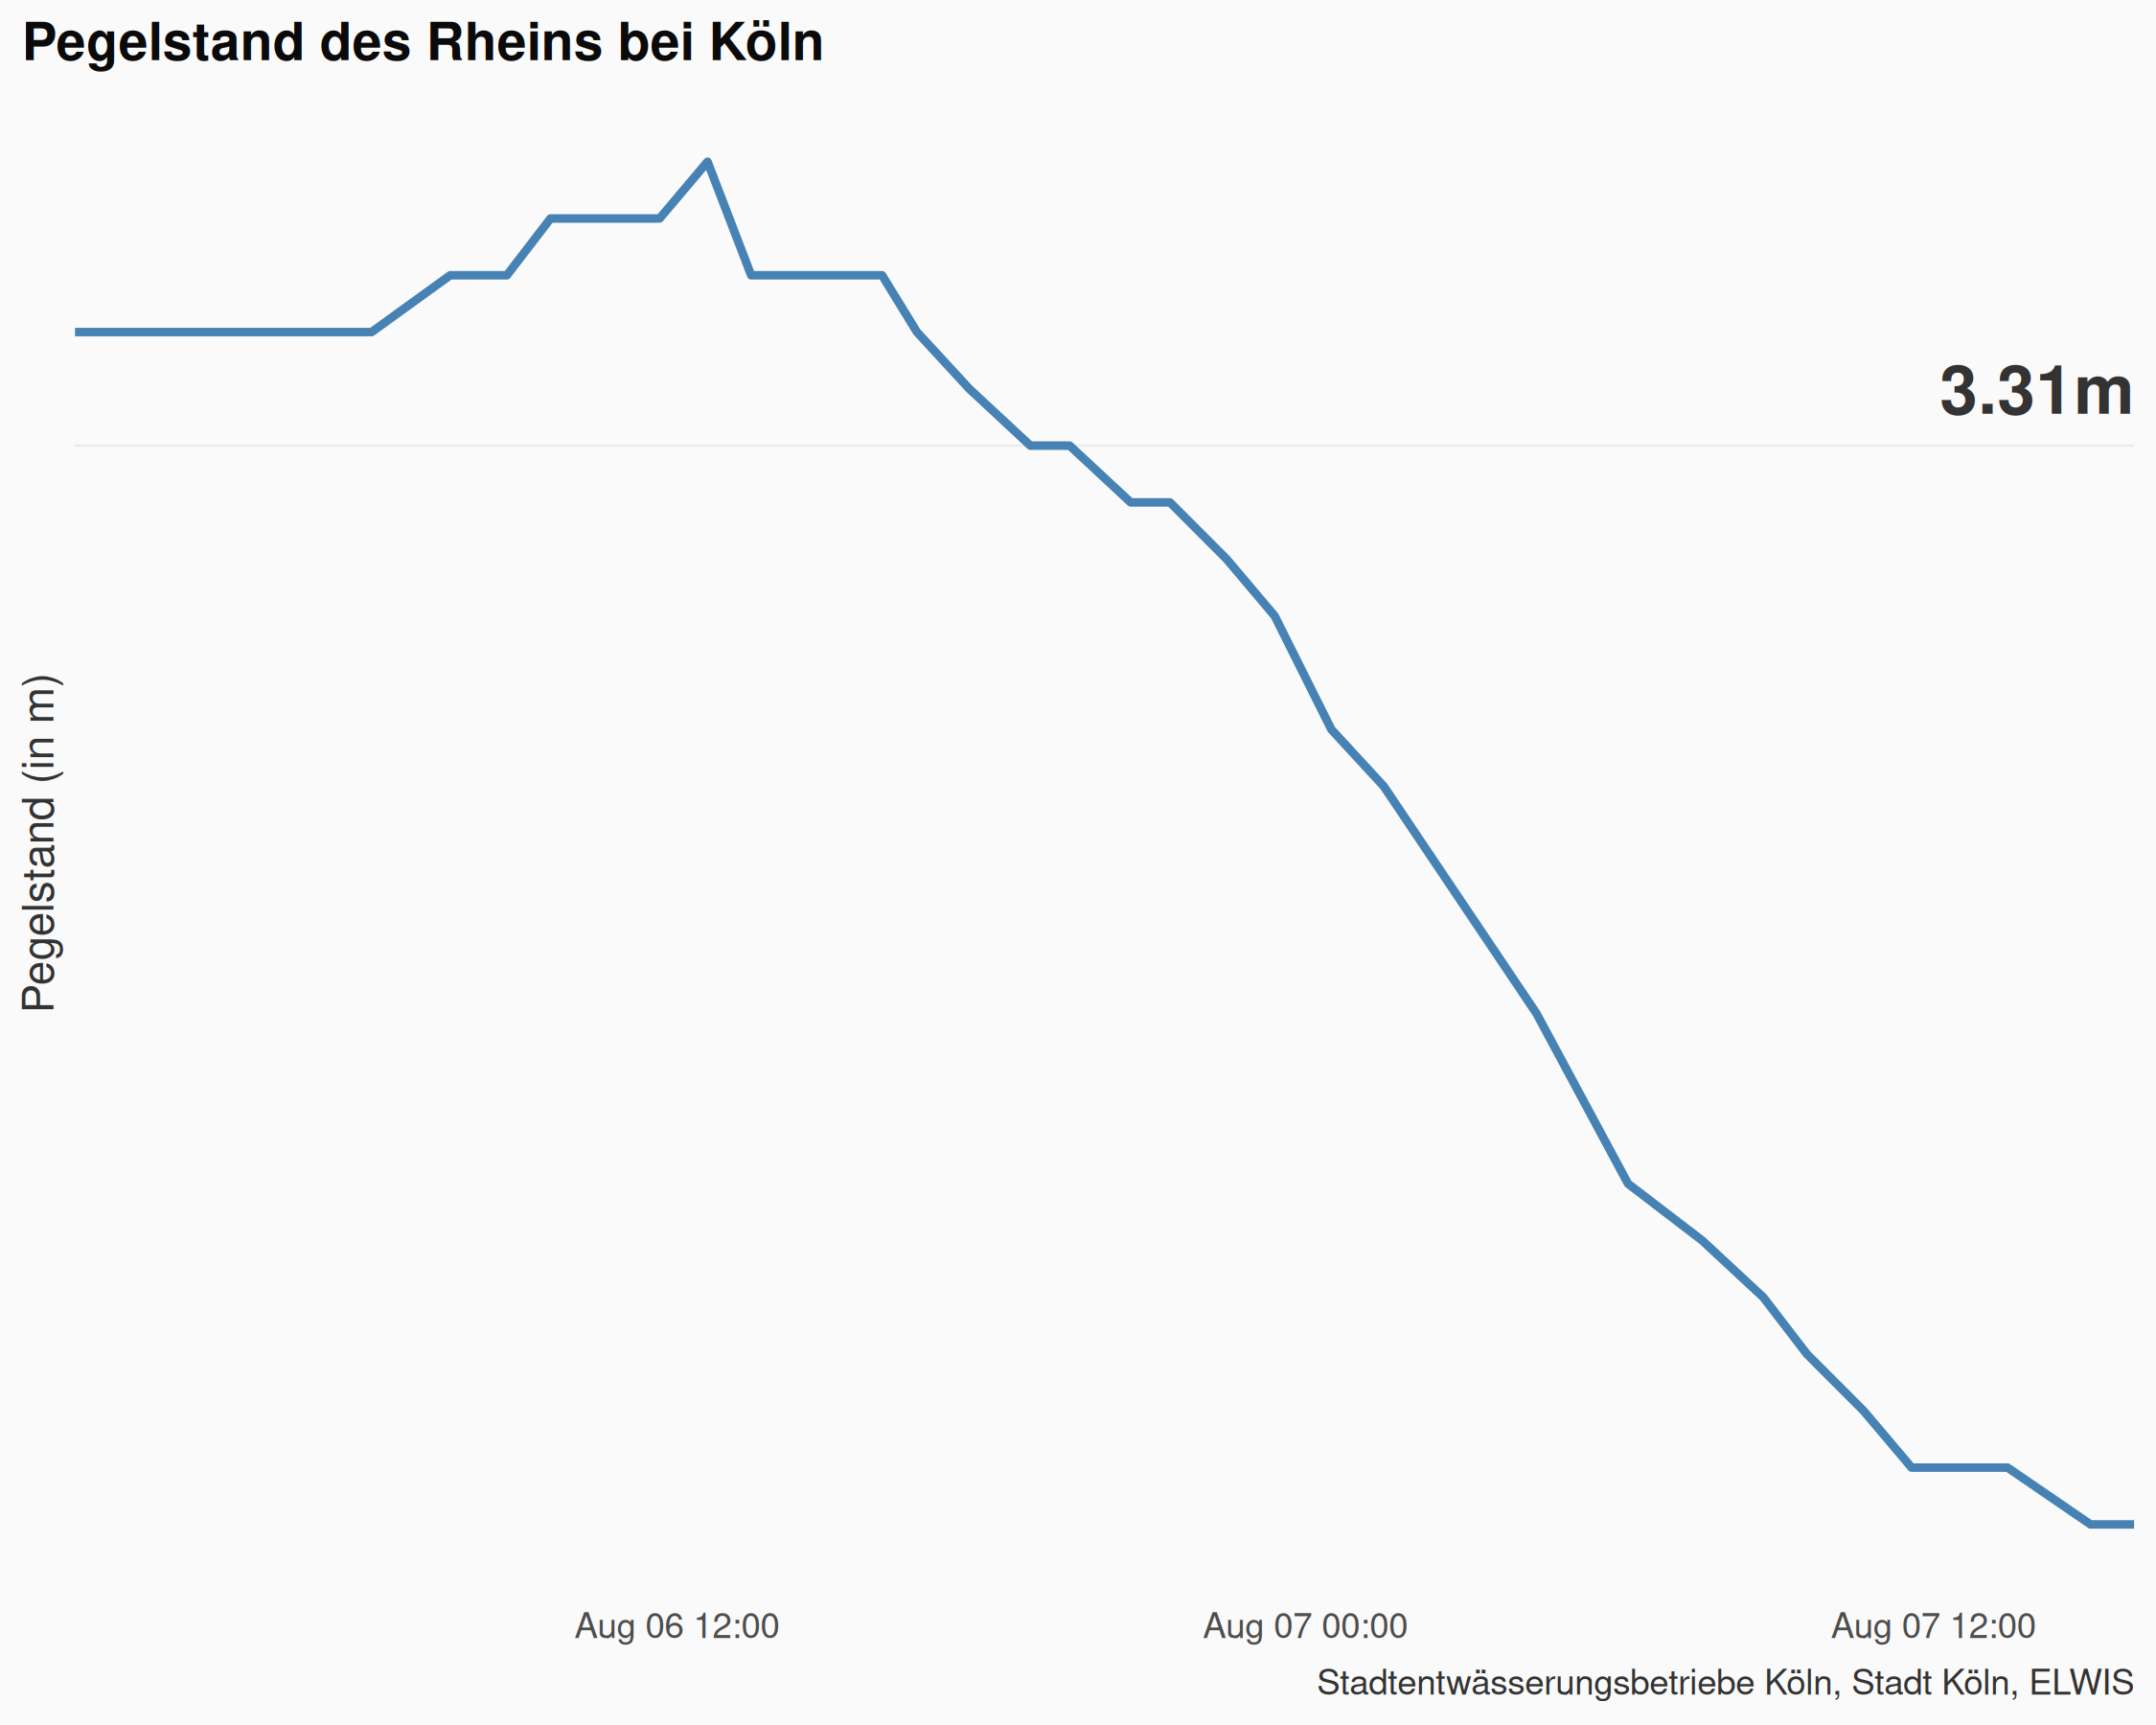 Pegelstand des Rheins bei Köln
3.31m
Pegelstand (in m)
Aug 06 12:00
Aug 07 00:00
Aug 07 12:00
Stadtentwässerungsbetriebe Köln, Stadt Köln, ELWIS